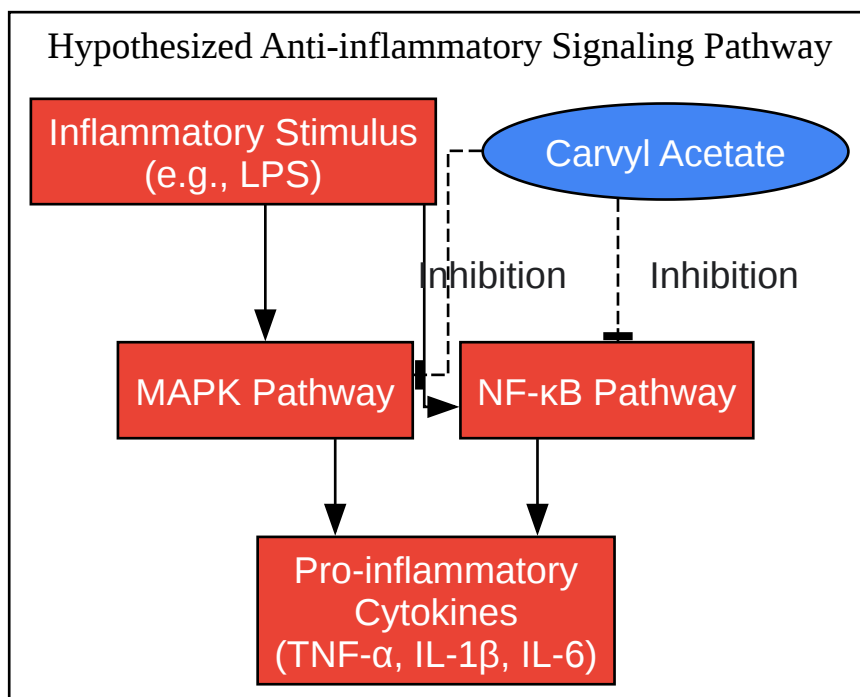 Hypothesized Anti-inflammatory Signaling Pathway
Inflammatory Stimulus
(e.g., LPS)
Carvyl Acetate
Inhibition
Inhibition
MAPK Pathway
NF-κB Pathway
Pro-inflammatory
Cytokines
(TNF-α, IL-1β, IL-6)